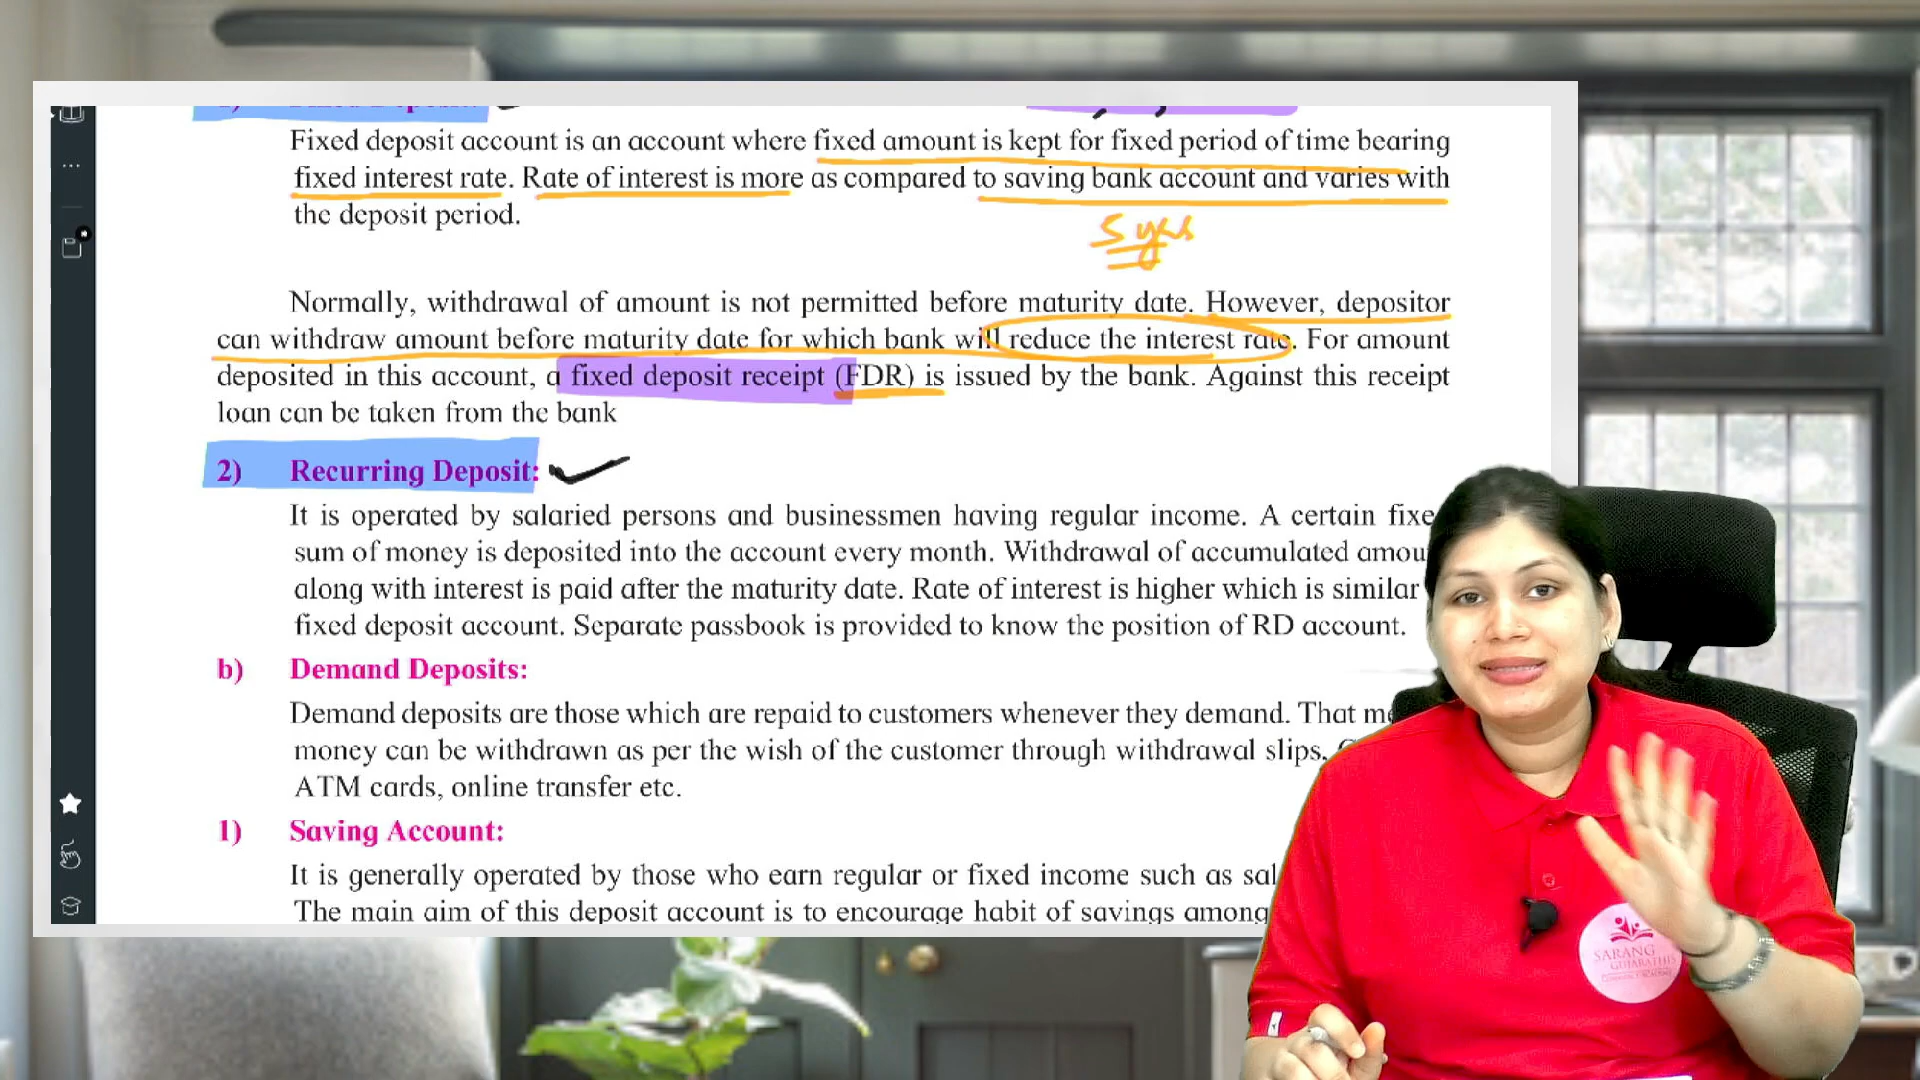 Fixed deposit account is an account where fixed amount is kept for fixed period of time bearing
fixed interest rate. Rate of interest is more as compared to saving bank account and varies with
the deposit period.
5 yrs
Normally, withdrawal of amount is not permitted before maturity date. However, depositor
can withdraw amount before maturity date for which bank will reduce the interest rate. For amount
deposited in this account, a fixed deposit receipt (FDR) is issued by the bank. Against this receipt
loan can be taken from the bank
2) Recurring Deposit:
It is operated by salaried persons and businessmen having regular income. A certain fixe
sum of money is deposited into the account every month. Withdrawal of accumulated amou
along with interest is paid after the maturity date. Rate of interest is higher which is similar
fixed deposit account. Separate passbook is provided to know the position of RD account.
b) Demand Deposits:
Demand deposits are those which are repaid to customers whenever they demand. That me
money can be withdrawn as per the wish of the customer through withdrawal slips,
ATM cards, online transfer etc.
1) Saving Account:
It is generally operated by those who earn regular or fixed income such as sal
The main aim of this deposit account is to encourage habit of savings among
SARANG
GUJARATHI'S